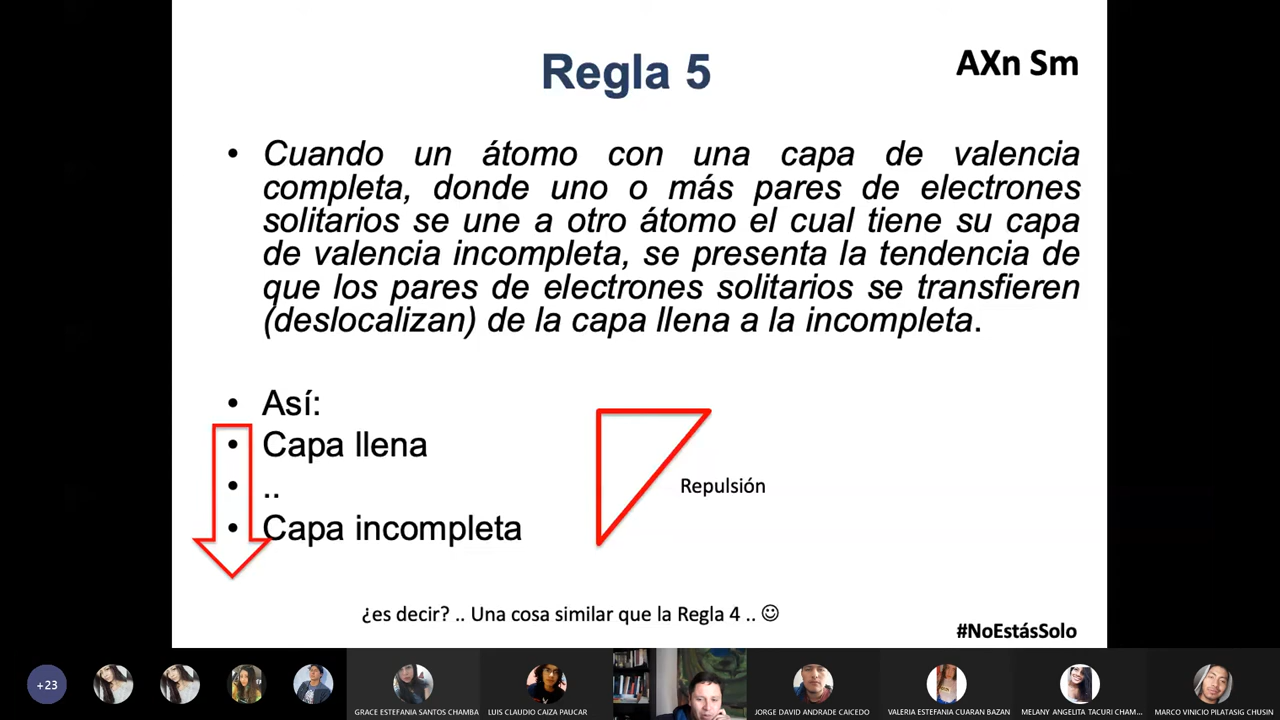 Regla 5
AXn Sm
• Cuando un átomo con una capa de valencia
completa, donde uno o más pares de electrones
solitarios se une a otro átomo el cual tiene su capa
de valencia incompleta, se presenta la tendencia de
que los pares de electrones solitarios se transfieren
(deslocalizan) de la capa llena a la incompleta.
• Así:
• Capa llena
• ..
• Capa incompleta
Repulsión
¿es decir? .. Una cosa similar que la Regla 4 .. ☺
#NoEstásSolo
+23
GRACE ESTEFANIA SANTOS CHAMBA
LUIS CLAUDIO CAIZA PAUCAR
JORGE DAVID ANDRADE CAICEDO
VALERIA ESTEFANIA CUARAN BAZAN
MELANY ANGELITA TACURI CHAM...
MARCO VINICIO PILATASIG CHUSIN